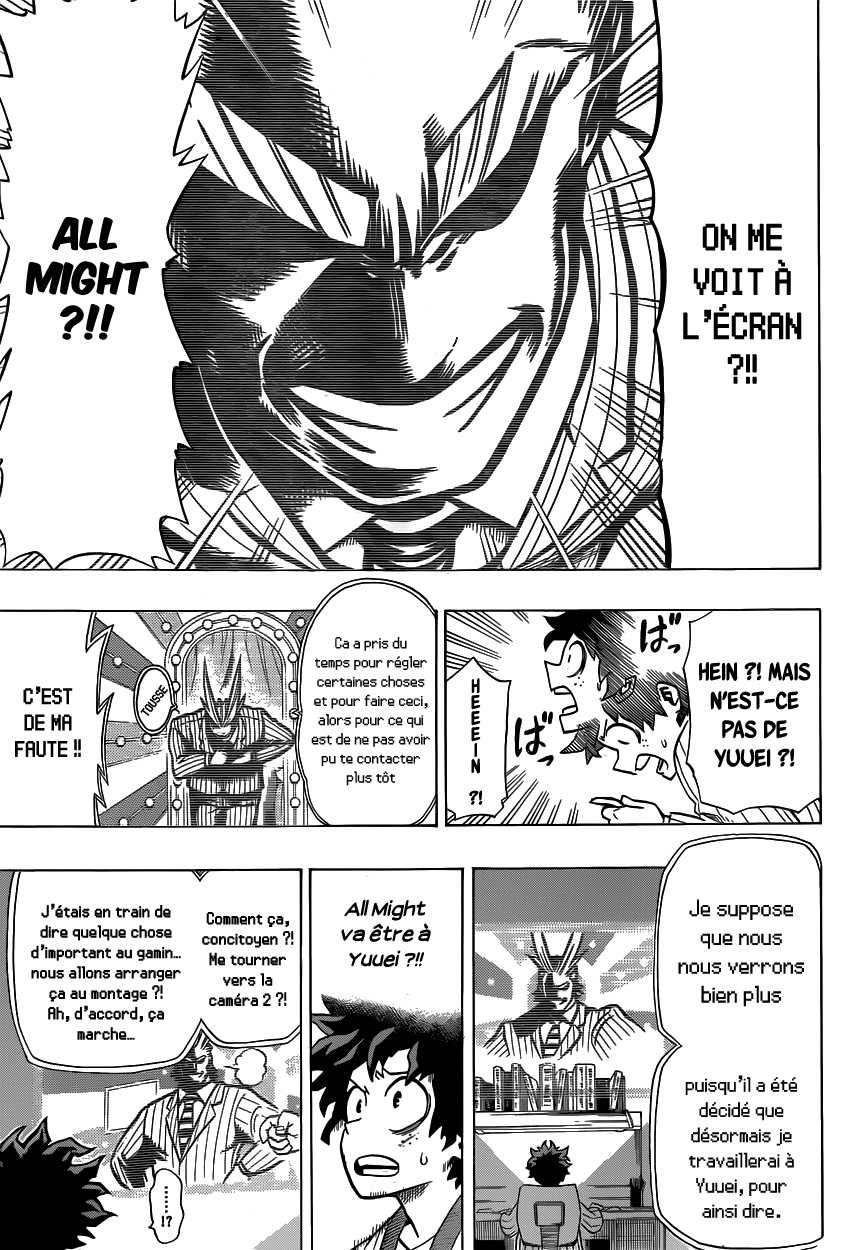 ON ME
VOIT À
L'ÉCRAN
?!!
ALL
MIGHT
?!!
HEIN ?! MAIS
N'EST-CE
PAS DE
YUUEI ?!
ばっ
ばっ
HEEEIN ?!
Ca a pris du
temps pour régler
certaines choses
et pour faire ceci,
alors pour ce qui
est de ne pas avoir
pu te contacter
plus tôt
TOUSSE
C'EST
DE MA
FAUTE !!
Je suppose
que nous
nous verrons
bien plus
puisqu'il a été
décidé que
désormais je
travaillerai à
Yuuei, pour
ainsi dire.
All Might
va être à
Yuuei ?!!
Comment ça,
concitoyen ?!
Me tourner
vers la
caméra 2 ?!
J'étais en train de
dire quelque chose
d'important au gamin...
nous allons arranger
ça au montage ?!
Ah, d'accord, ça
marche...
...... !?